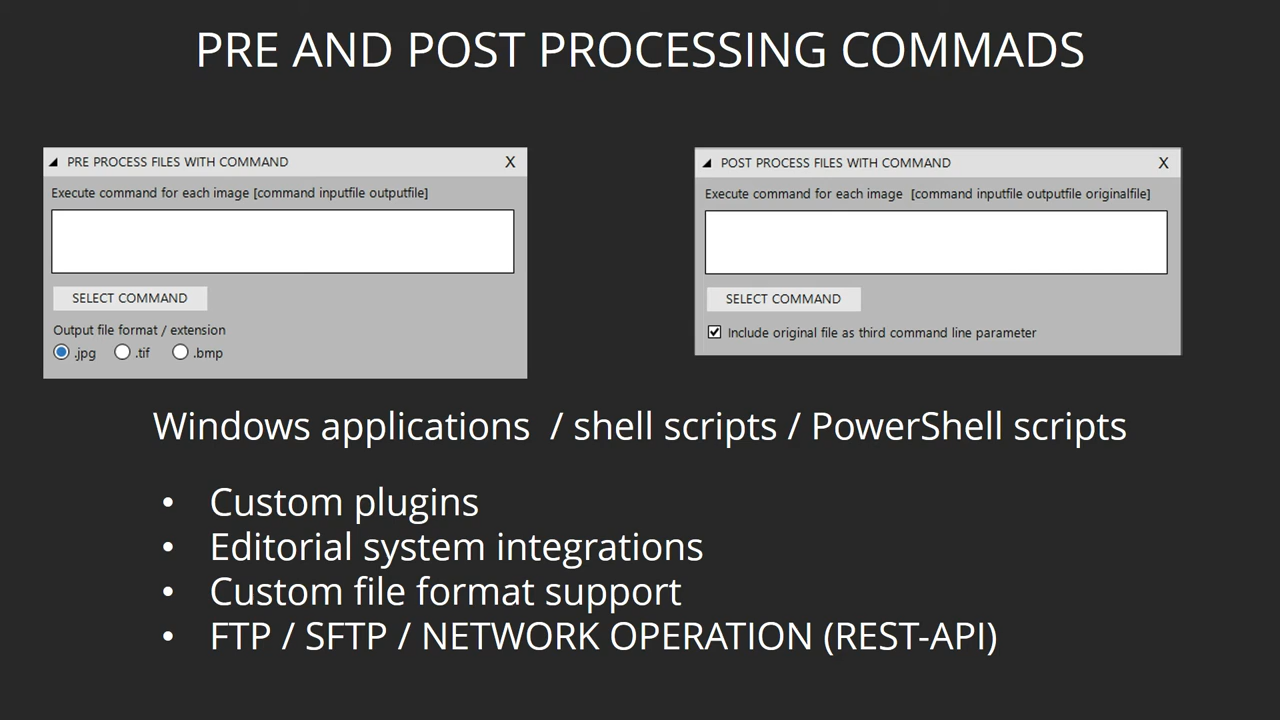 PRE AND POST PROCESSING COMMADS
PRE PROCESS FILES WITH COMMAND X
Execute command for each image [command inputfile outputfile]
SELECT COMMAND
Output file format / extension
.jpg .tif .bmp
POST PROCESS FILES WITH COMMAND X
Execute command for each image [command inputfile outputfile originalfile]
SELECT COMMAND
Include original file as third command line parameter
Windows applications / shell scripts / PowerShell scripts
• Custom plugins
• Editorial system integrations
• Custom file format support
• FTP / SFTP / NETWORK OPERATION (REST-API)